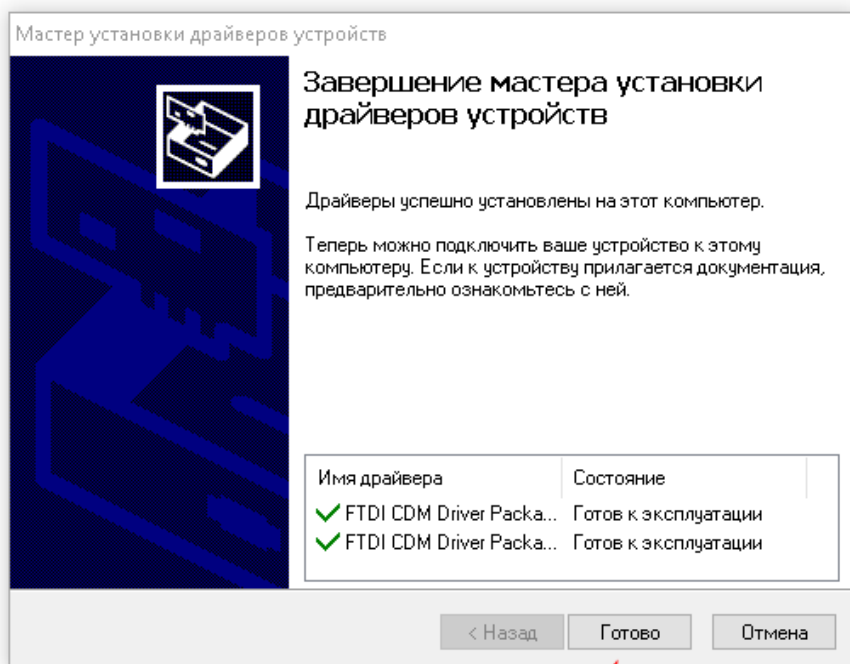 Мастер установки драйверов устройств
Завершение мастера установки
драйверов устройств
Драйверы успешно установлены на этот компьютер.
Теперь можно подключить ваше устройство к этому
компьютеру. Если к устройству прилагается документация,
предварительно ознакомьтесь с ней.
Имя драйвера Состояние
FTDI CDM Driver Packa... Готов к эксплуатации
FTDI CDM Driver Packa... Готов к эксплуатации
< Назад Готово Отмена